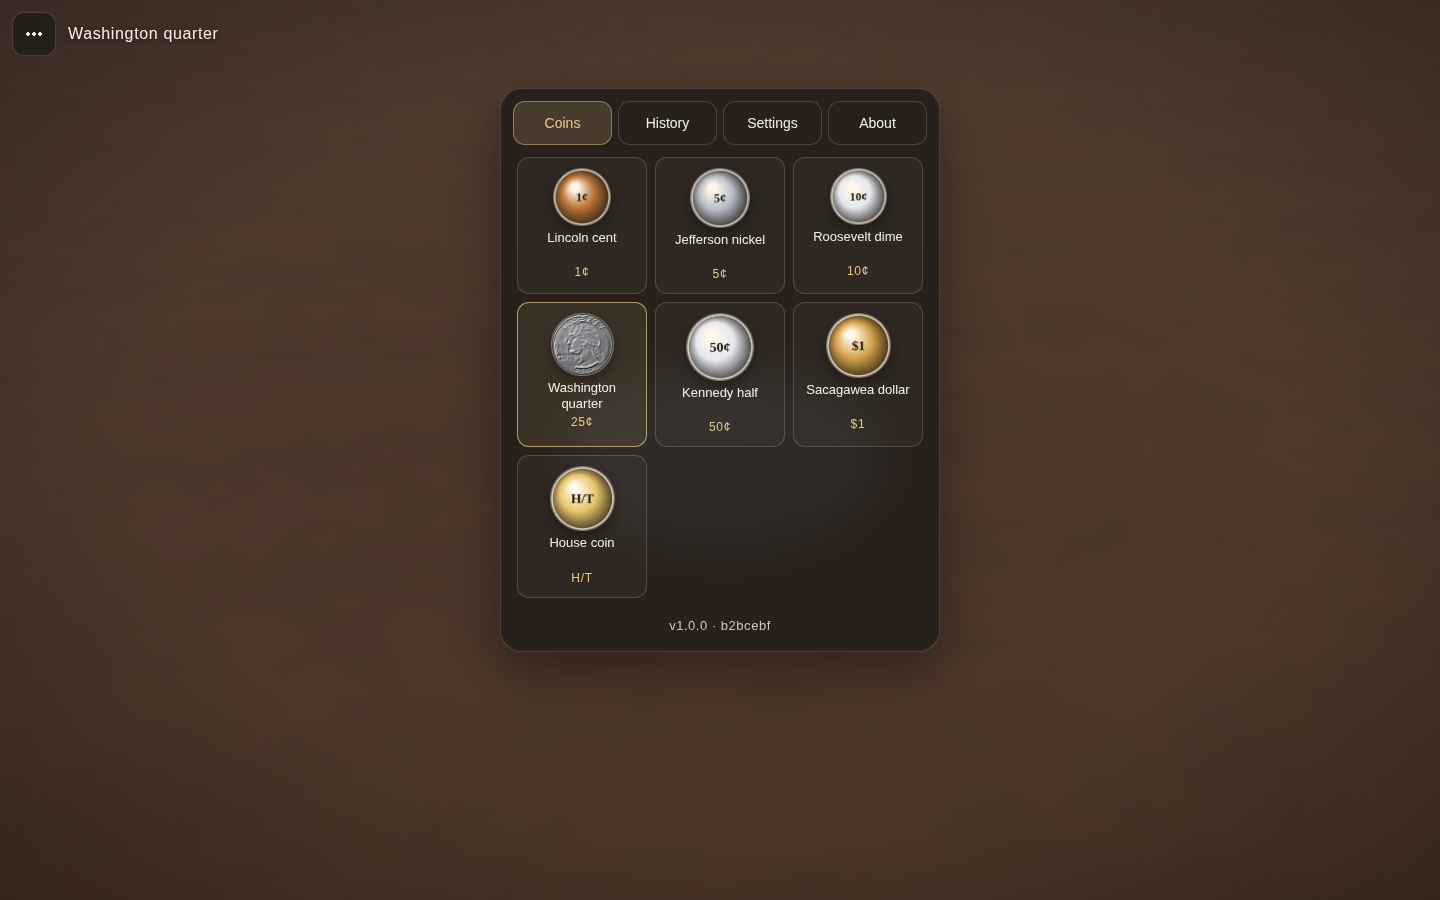 Washington quarter
Coins History Settings About
1¢ 5¢ 10¢
Lincoln cent Jefferson nickel Roosevelt dime
1¢ 5¢ 10¢
50¢ $1
Washington quarter Kennedy half Sacagawea dollar
25¢ 50¢ $1
H/T
House coin
H/T
v1.0.0 · b2bcebf